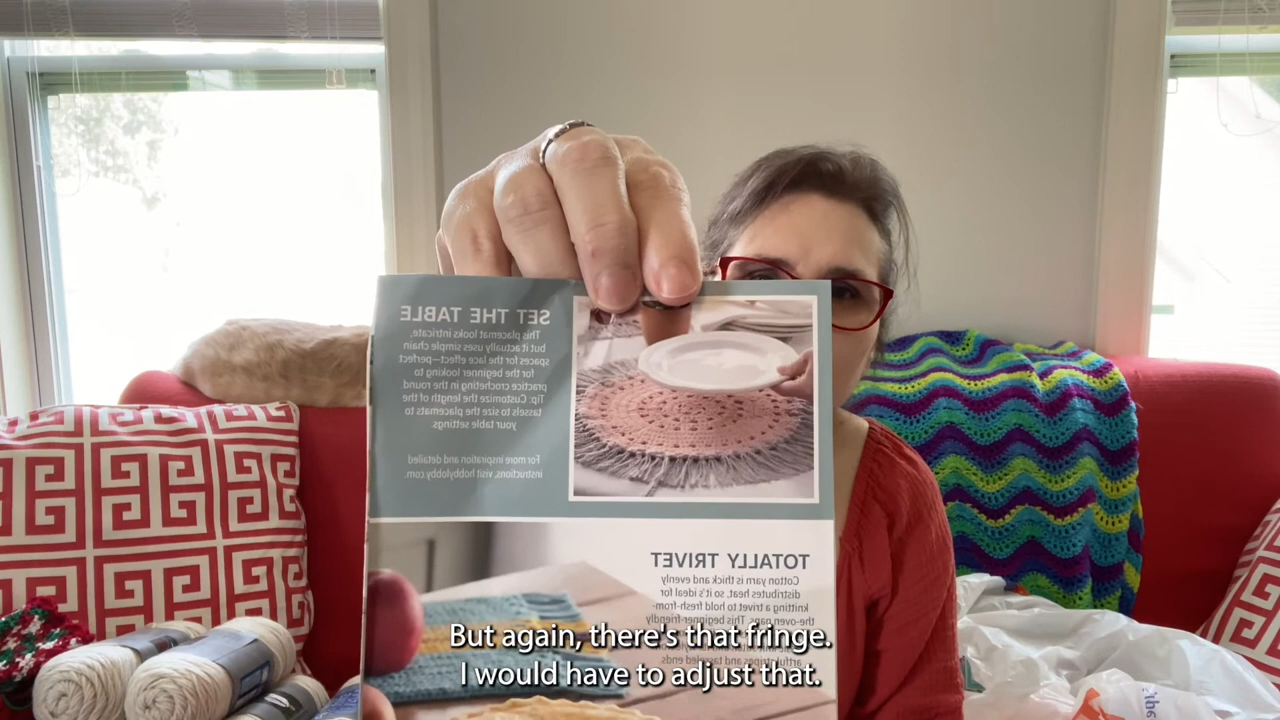 SET THE TABLE
This placemat looks intricate,
but it actually uses simple chain
spaces for the lace effect—perfect
for the beginner looking to
practice crocheting in the round.
Tip: Customize the length of the
tassels to size the placemats to
your table settings.
For more inspiration and detailed
instructions, visit hobbylobby.com.
TOTALLY TRIVET
Cotton yarn is thick and evenly
distributes heat, so it's ideal for
knitting a trivet to hold fresh-from-
the-oven pans. This beginner-friendly
But again, there's that fringe.
I would have to adjust that.